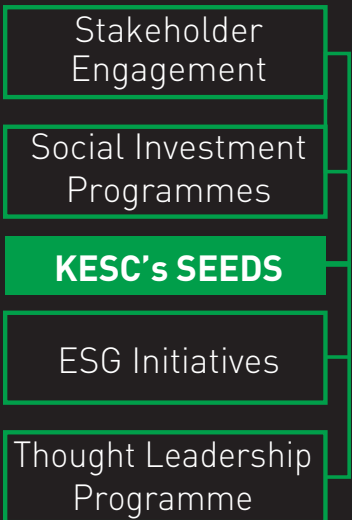 Stakeholder
Engagement
Social Investment
Programmes
KESC’s SEEDS
ESG Initiatives
Thought Leadership
Programme